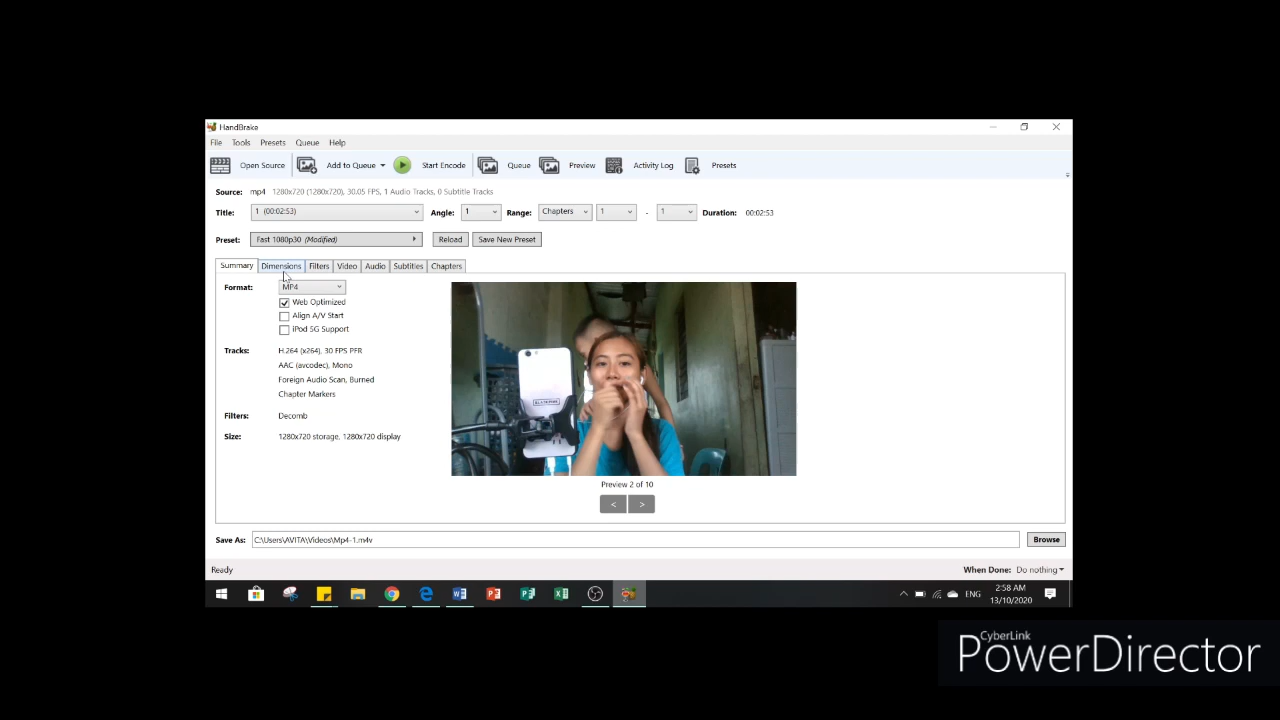 HandBrake
File Tools Presets Queue Help
Open Source Add to Queue Start Encode Queue Preview Activity Log Presets
Source: mp4 1280x720 (1280x720), 30.05 FPS, 1 Audio Tracks, 0 Subtitle Tracks
Title: 1 (00:02:53) Angle: 1 Range: Chapters 1 - 1 Duration: 00:02:53
Preset: Fast 1080p30 (Modified) Reload Save New Preset
Summary Dimensions Filters Video Audio Subtitles Chapters
Format: MP4
Web Optimized
Align A/V Start
iPod 5G Support
Tracks: H.264 (x264), 30 FPS PFR
AAC (avcodec), Mono
Foreign Audio Scan, Burned
Chapter Markers
Filters: Decomb
Size: 1280x720 storage, 1280x720 display
Preview 2 of 10
< >
Save As: C:\Users\AVITA\Videos\Mp4-1.m4v Browse
Ready When Done: Do nothing
ENG 2:58 AM
13/10/2020
CyberLink
PowerDirector